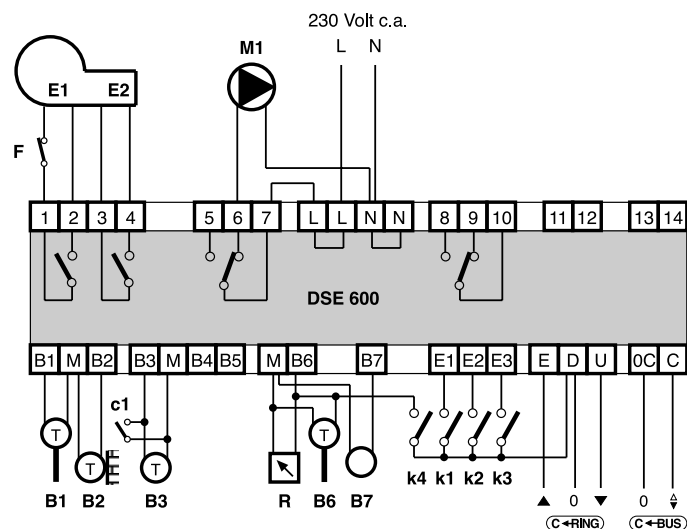 230 Volt c.a.
M1 L N
E1 E2
F
1 2 3 4 5 6 7 L L N N 8 9 10 11 12 13 14
DSE 600
B1 M B2 B3 M B4 B5 M B6 B7 E1 E2 E3 E D U 0C C
c1
T T T T
k4 k1 k2 k3
B1 B2 B3 R B6 B7
0 0
C RING C BUS